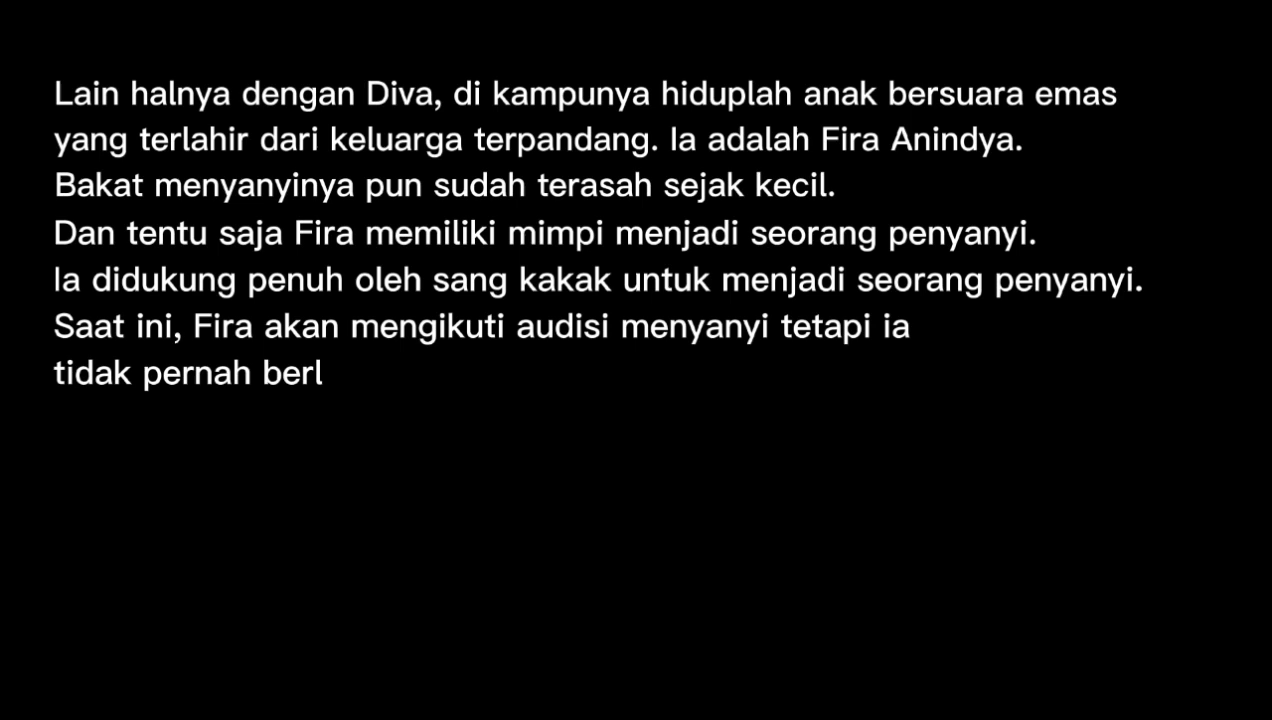 Lain halnya dengan Diva, di kampunya hiduplah anak bersuara emas
yang terlahir dari keluarga terpandang. Ia adalah Fira Anindya.
Bakat menyanyinya pun sudah terasah sejak kecil.
Dan tentu saja Fira memiliki mimpi menjadi seorang penyanyi.
Ia didukung penuh oleh sang kakak untuk menjadi seorang penyanyi.
Saat ini, Fira akan mengikuti audisi menyanyi tetapi ia
tidak pernah berl